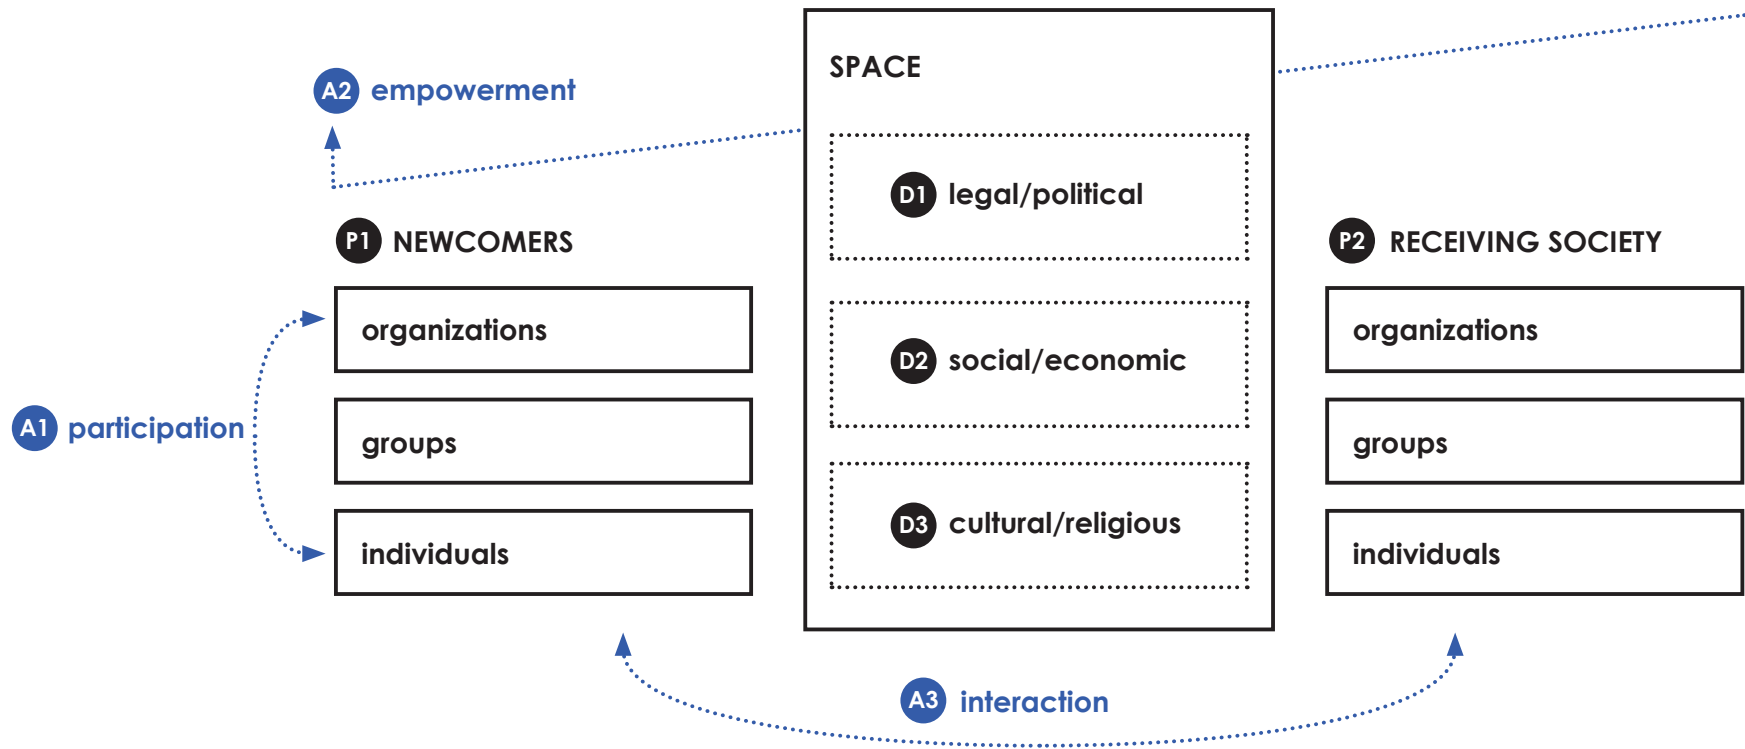 SPACE
A2 empowerment
D1 legal/political
P1 NEWCOMERS
P2 RECEIVING SOCIETY
organizations
D2 social/economic
organizations
A1 participation
groups
groups
D3 cultural/religious
individuals
individuals
A3 interaction